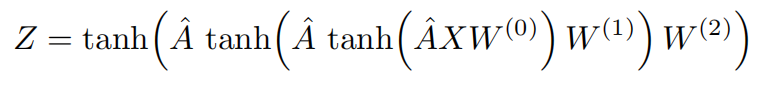 Z = tanh(Â tanh(Â tanh(ÂXW⁽⁰⁾) W⁽¹⁾) W⁽²⁾)